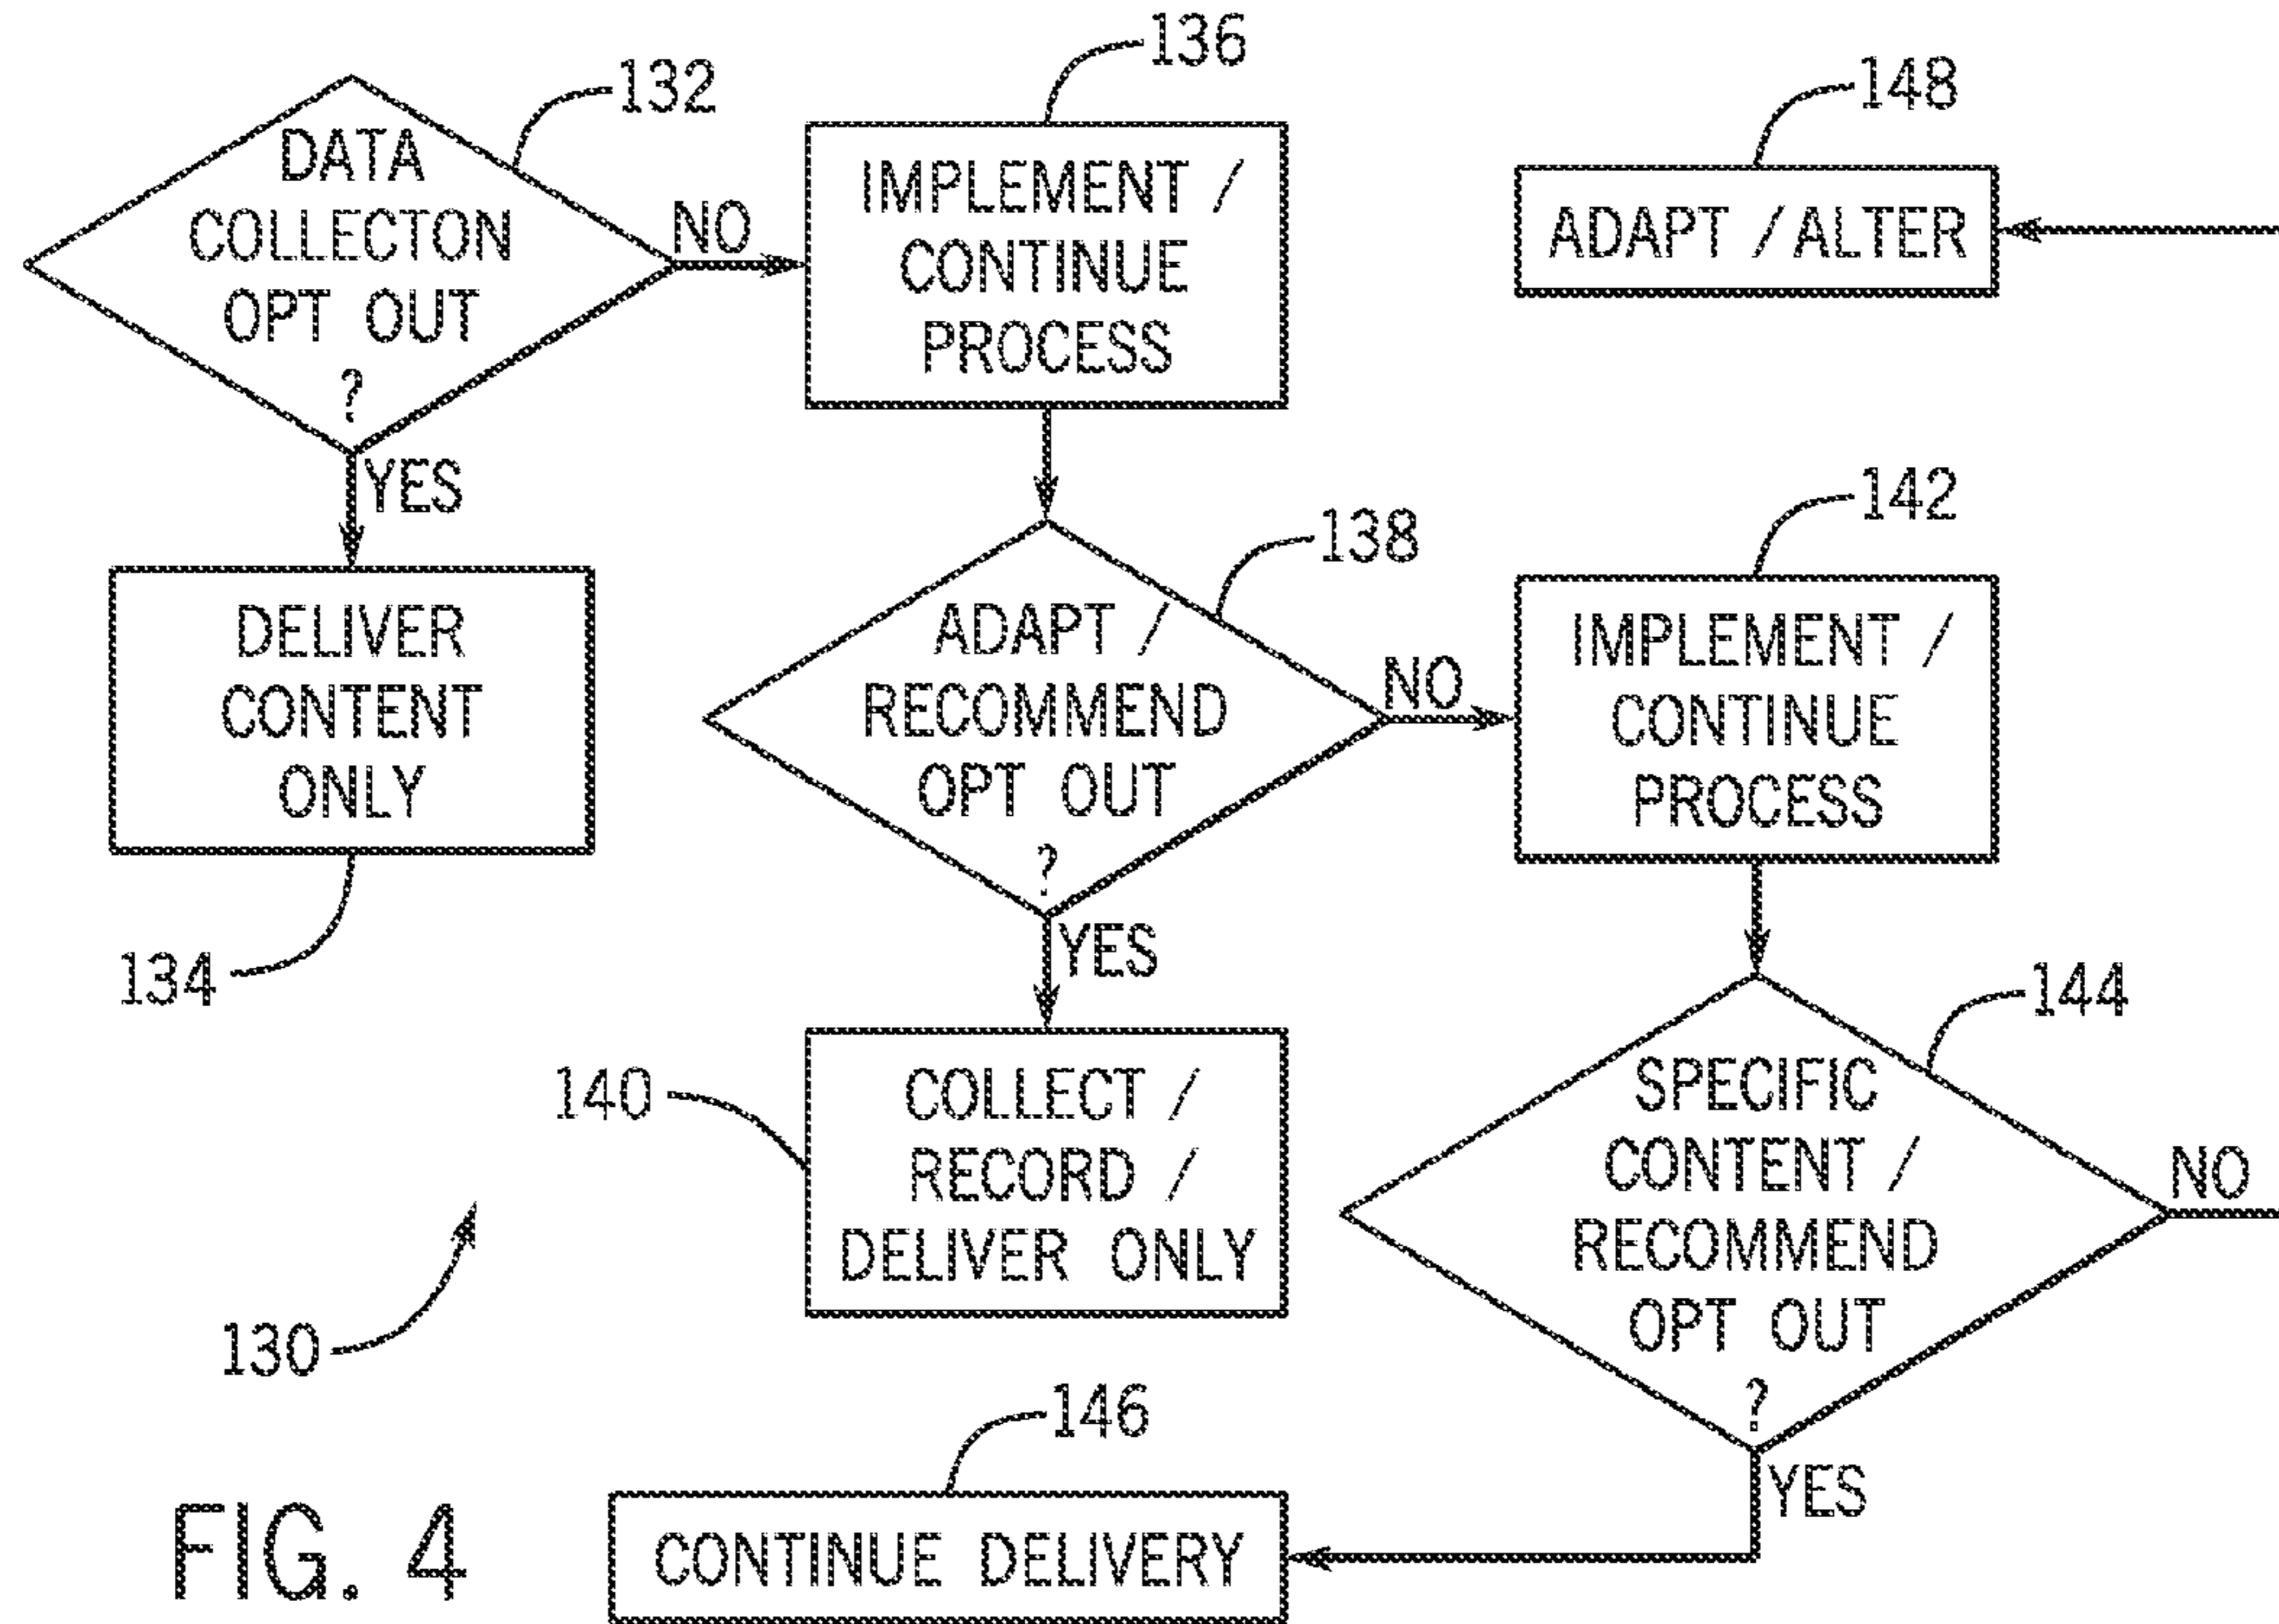 132
DATA
COLLECTON
OPT OUT
?
NO
YES
136
IMPLEMENT /
CONTINUE
PROCESS
148
ADAPT / ALTER
DELIVER
CONTENT
ONLY
134
138
ADAPT /
RECOMMEND
OPT OUT
?
NO
YES
142
IMPLEMENT /
CONTINUE
PROCESS
140
COLLECT /
RECORD /
DELIVER ONLY
144
SPECIFIC
CONTENT /
RECOMMEND
OPT OUT
?
NO
YES
130
146
CONTINUE DELIVERY
FIG. 4